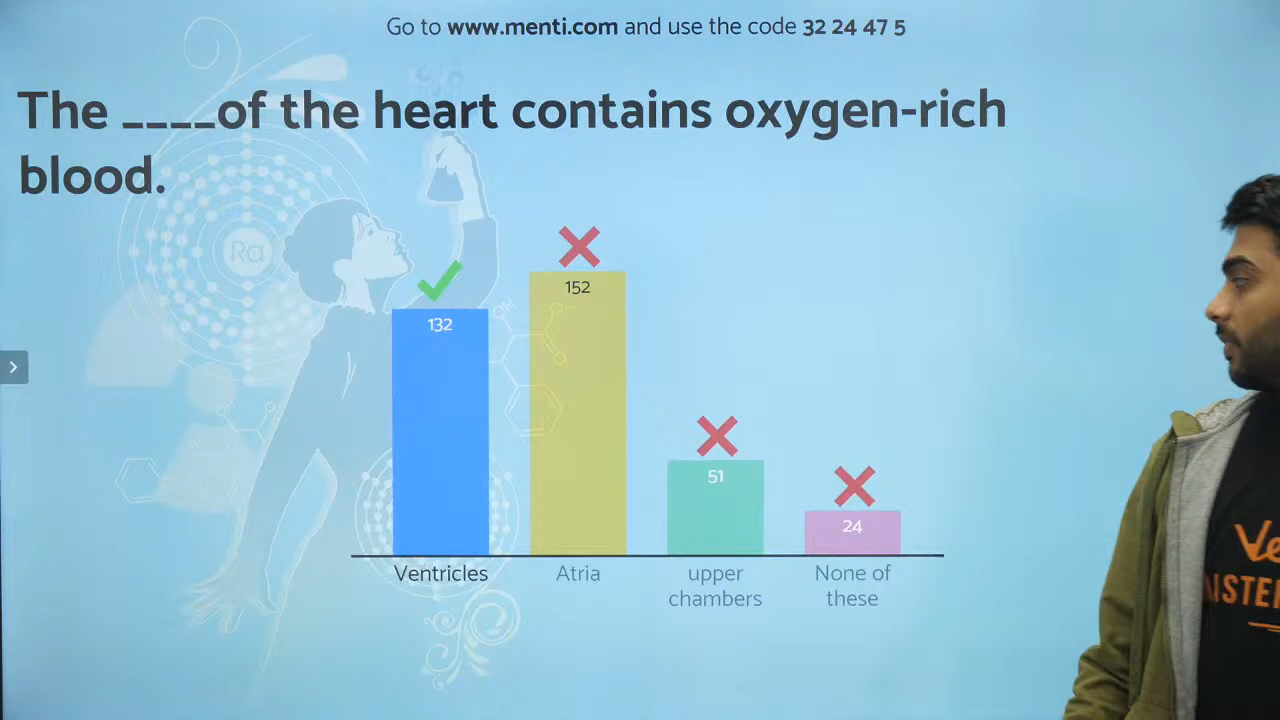 Go to www.menti.com and use the code 32 24 47 5
The ____of the heart contains oxygen-rich
blood.
Ra
132
152
51
24
Ventricles
Atria
upper
chambers
None of
these